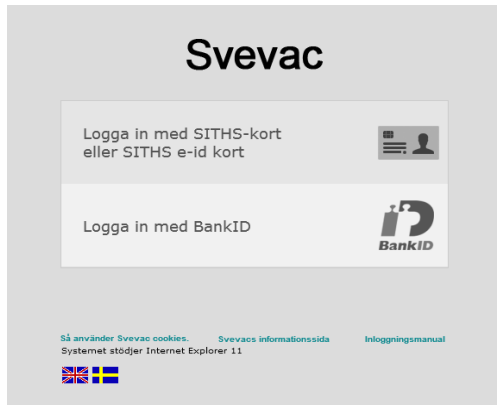 Svevac
Logga in med SITHS-kort
eller SITHS e-id kort
Logga in med BankID
BankID
Så använder Svevac cookies. Svevacs informationssida Inloggningsmanual
Systemet stödjer Internet Explorer 11